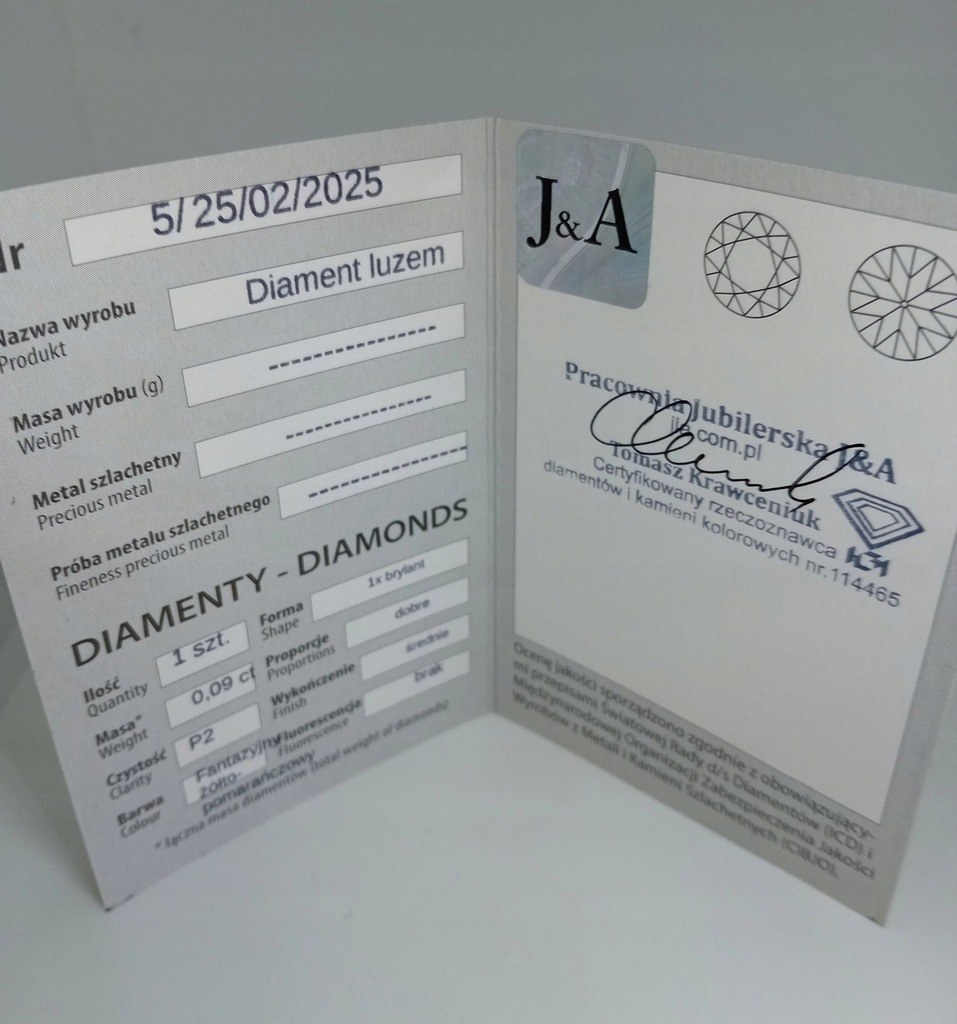 Nr 5/ 25/02/2025
Nazwa wyrobu Diament luzem
Produkt
Masa wyrobu (g) --------------
Weight
Metal szlachetny ------------
Precious metal
Próba metalu szlachetnego -------------
Fineness precious metal
DIAMENTY - DIAMONDS
Ilość 1 szt.
Quantity
Masa* 0,09 ct
Weight
Czystość P2
Clarity
Barwa Fantazyjny
Colour żółto-
pomarańczowy
Forma 1x brylant
Shape
Proporcje dobre
Proportions
Wykończenie średnie
Finish
Fluorescencja brak
Fluorescence
* łączna masa diamentów (total weight of diamonds)
J&A
Pracownia Jubilerska J&A
.com.pl
Tomasz Krawceniuk
Certyfikowany rzeczoznawca
diamentów i kamieni kolorowych nr.114465
Ocenę jakości sporządzono zgodnie z obowiązujący-
mi przepisami Światowej Rady d/s Diamentów (ICD) i
Międzynarodowej Organizacji Zabezpieczenia Jakości
Wyrobów z Metali i Kamieni Szlachetnych (CIBJO).